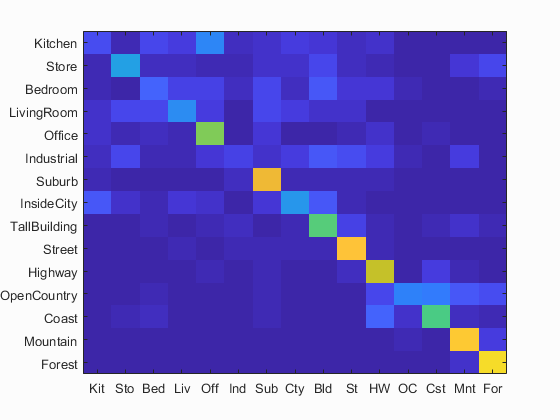 Kitchen
Store
Bedroom
LivingRoom
Office
Industrial
Suburb
InsideCity
TallBuilding
Street
Highway
OpenCountry
Coast
Mountain
Forest
Kit Sto Bed Liv Off Ind Sub Cty Bld St HW OC Cst Mnt For